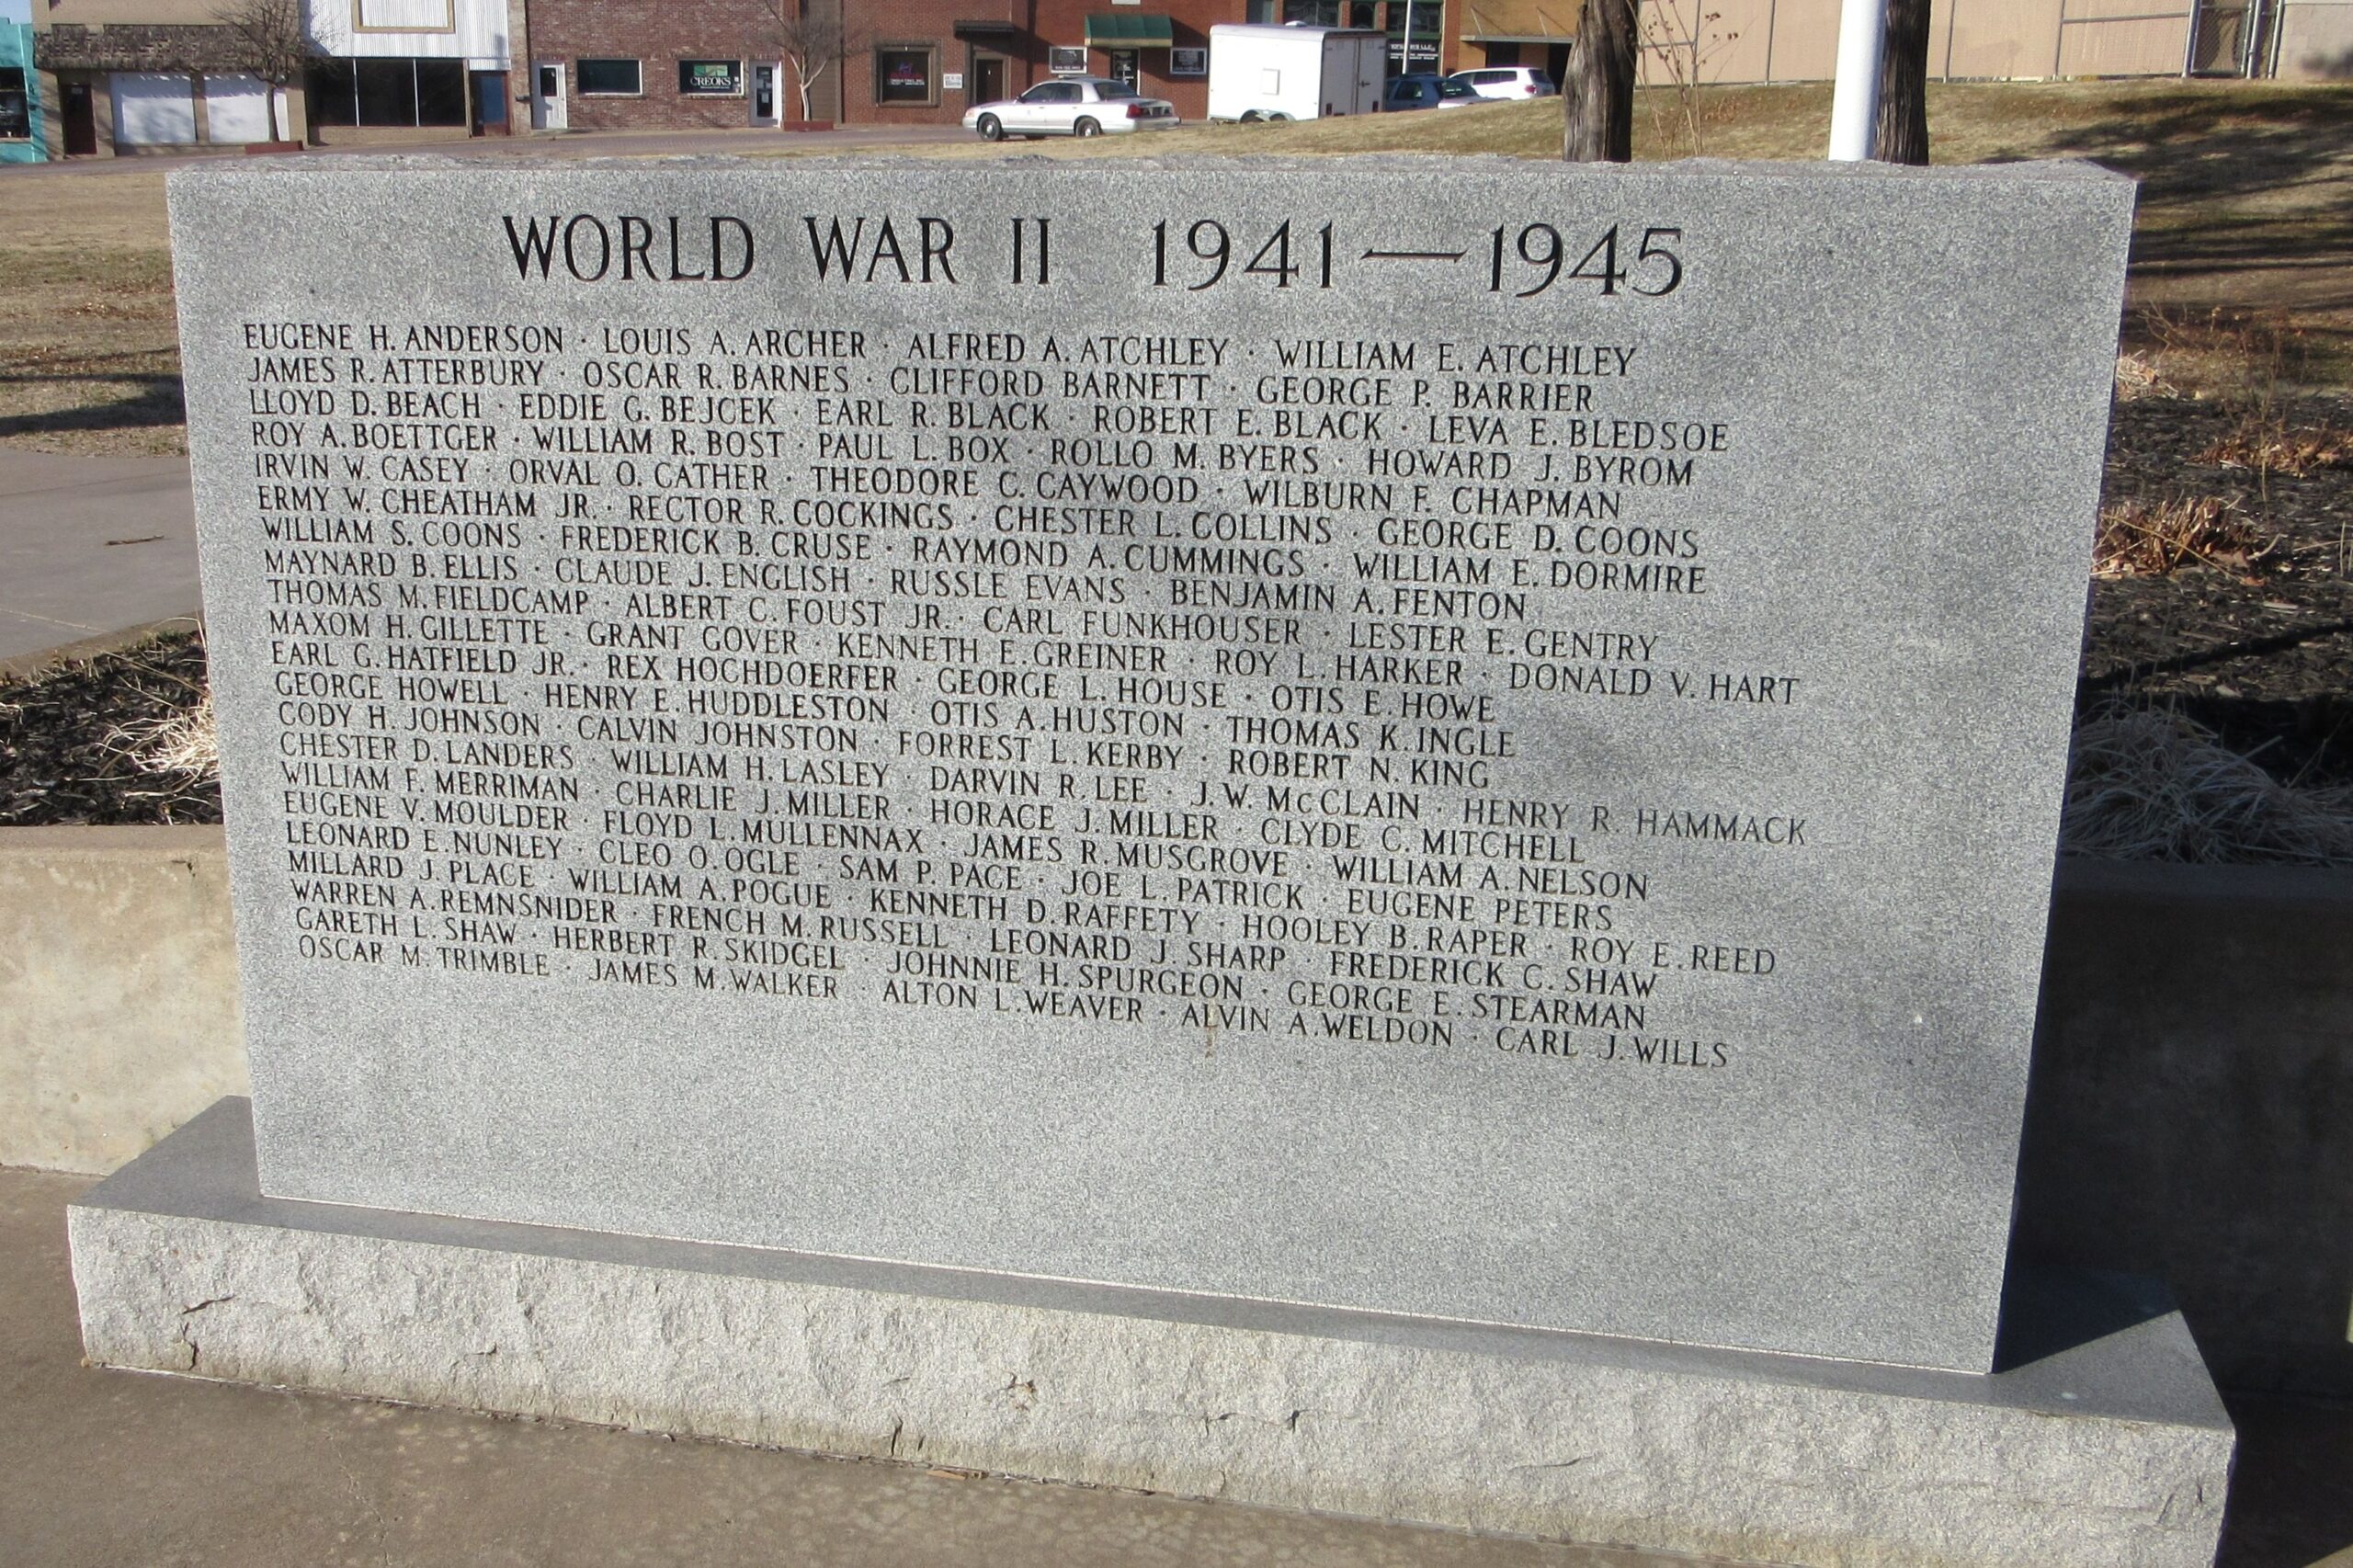 CREOKS
WORLD WAR II 1941—1945
EUGENE H. ANDERSON · LOUIS A. ARCHER · ALFRED A. ATCHLEY · WILLIAM E. ATCHLEY
JAMES R. ATTERBURY · OSCAR R. BARNES · CLIFFORD BARNETT · GEORGE P. BARRIER
LLOYD D. BEACH · EDDIE G. BEJCEK · EARL R. BLACK · ROBERT E. BLACK · LEVA E. BLEDSOE
ROY A. BOETTGER · WILLIAM R. BOST · PAUL L. BOX · ROLLO M. BYERS · HOWARD J. BYROM
IRVIN W. CASEY · ORVAL O. CATHER · THEODORE C. CAYWOOD · WILBURN F. CHAPMAN
ERMY W. CHEATHAM JR. · RECTOR R. COCKINGS · CHESTER L. COLLINS · GEORGE D. COONS
WILLIAM S. COONS · FREDERICK B. CRUSE · RAYMOND A. CUMMINGS · WILLIAM E. DORMIRE
MAYNARD B. ELLIS · CLAUDE J. ENGLISH · RUSSLE EVANS · BENJAMIN A. FENTON
THOMAS M. FIELDCAMP · ALBERT C. FOUST JR. · CARL FUNKHOUSER · LESTER E. GENTRY
MAXOM H. GILLETTE · GRANT GOVER · KENNETH E. GREINER · ROY L. HARKER · DONALD V. HART
EARL G. HATFIELD JR. · REX HOCHDOERFER · GEORGE L. HOUSE · OTIS E. HOWE
GEORGE HOWELL · HENRY E. HUDDLESTON · OTIS A. HUSTON · THOMAS K. INGLE
CODY H. JOHNSON · CALVIN JOHNSTON · FORREST L. KERBY · ROBERT N. KING
CHESTER D. LANDERS · WILLIAM H. LASLEY · DARVIN R. LEE · J. W. McCLAIN · HENRY R. HAMMACK
WILLIAM F. MERRIMAN · CHARLIE J. MILLER · HORACE J. MILLER · CLYDE C. MITCHELL
EUGENE V. MOULDER · FLOYD L. MULLENNAX · JAMES R. MUSGROVE · WILLIAM A. NELSON
LEONARD E. NUNLEY · CLEO O. OGLE · SAM P. PACE · JOE L. PATRICK · EUGENE PETERS
MILLARD J. PLACE · WILLIAM A. POGUE · KENNETH D. RAFFETY · HOOLEY B. RAPER · ROY E. REED
WARREN A. REMNSNIDER · FRENCH M. RUSSELL · LEONARD J. SHARP · FREDERICK C. SHAW
GARETH L. SHAW · HERBERT R. SKIDGEL · JOHNNIE H. SPURGEON · GEORGE E. STEARMAN
OSCAR M. TRIMBLE · JAMES M. WALKER · ALTON L. WEAVER · ALVIN A. WELDON · CARL J. WILLS